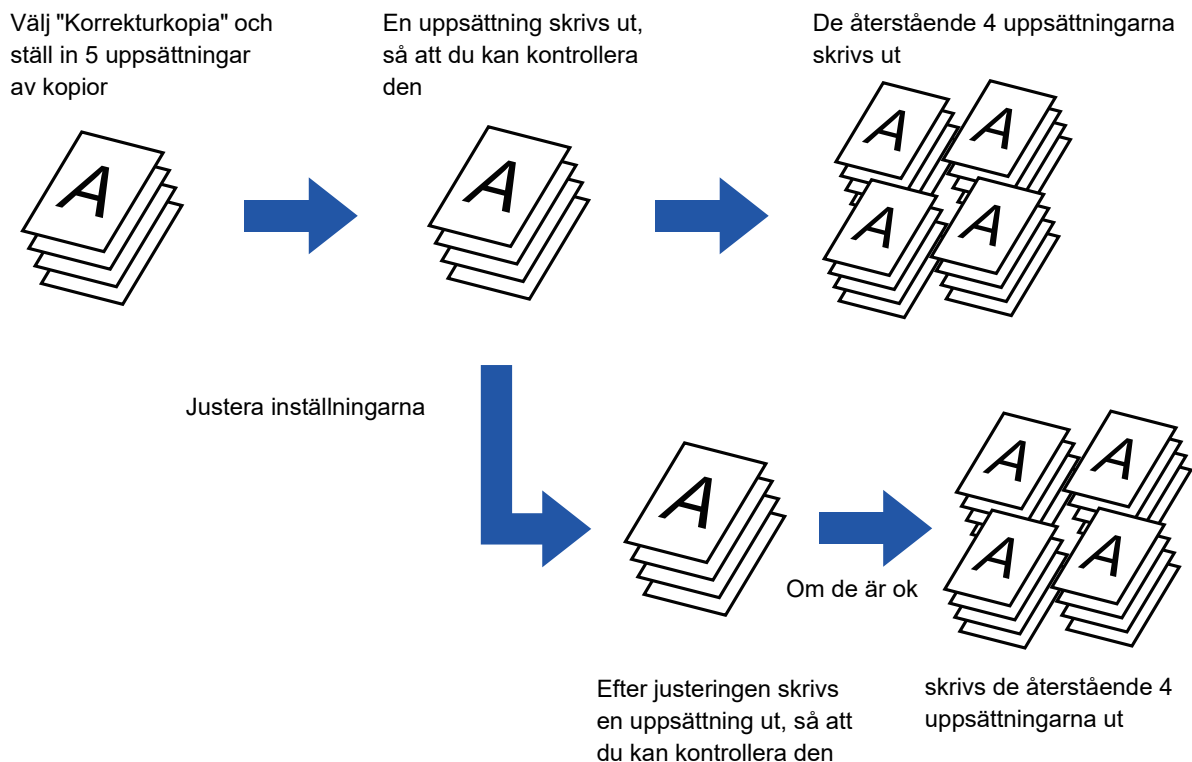 Välj "Korrekturkopia" och
ställ in 5 uppsättningar
av kopior
En uppsättning skrivs ut,
så att du kan kontrollera
den
De återstående 4 uppsättningarna
skrivs ut
A
A
A
A
A
A
Justera inställningarna
A
A
A
A
A
Om de är ok
Efter justeringen skrivs
en uppsättning ut, så att
du kan kontrollera den
skrivs de återstående 4
uppsättningarna ut